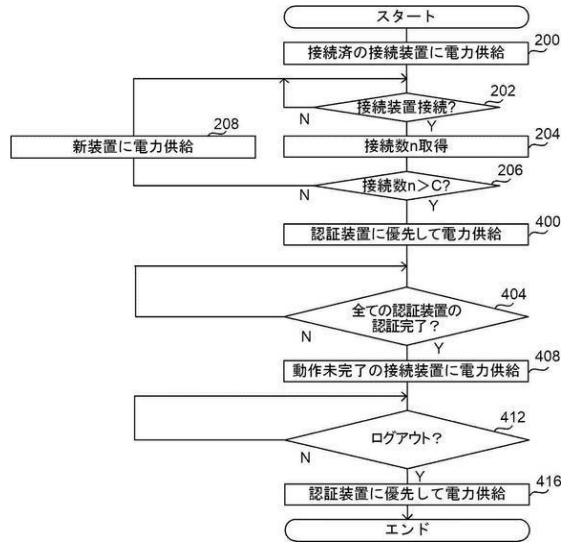 スタート
接続済の接続装置に電力供給
200
接続装置接続?
202
N
Y
208
新装置に電力供給
接続数n取得
204
接続数n>C?
206
N
Y
認証装置に優先して電力供給
400
全ての認証装置の
認証完了?
404
N
Y
動作未完了の接続装置に電力供給
408
ログアウト?
412
N
Y
認証装置に優先して電力供給
416
エンド